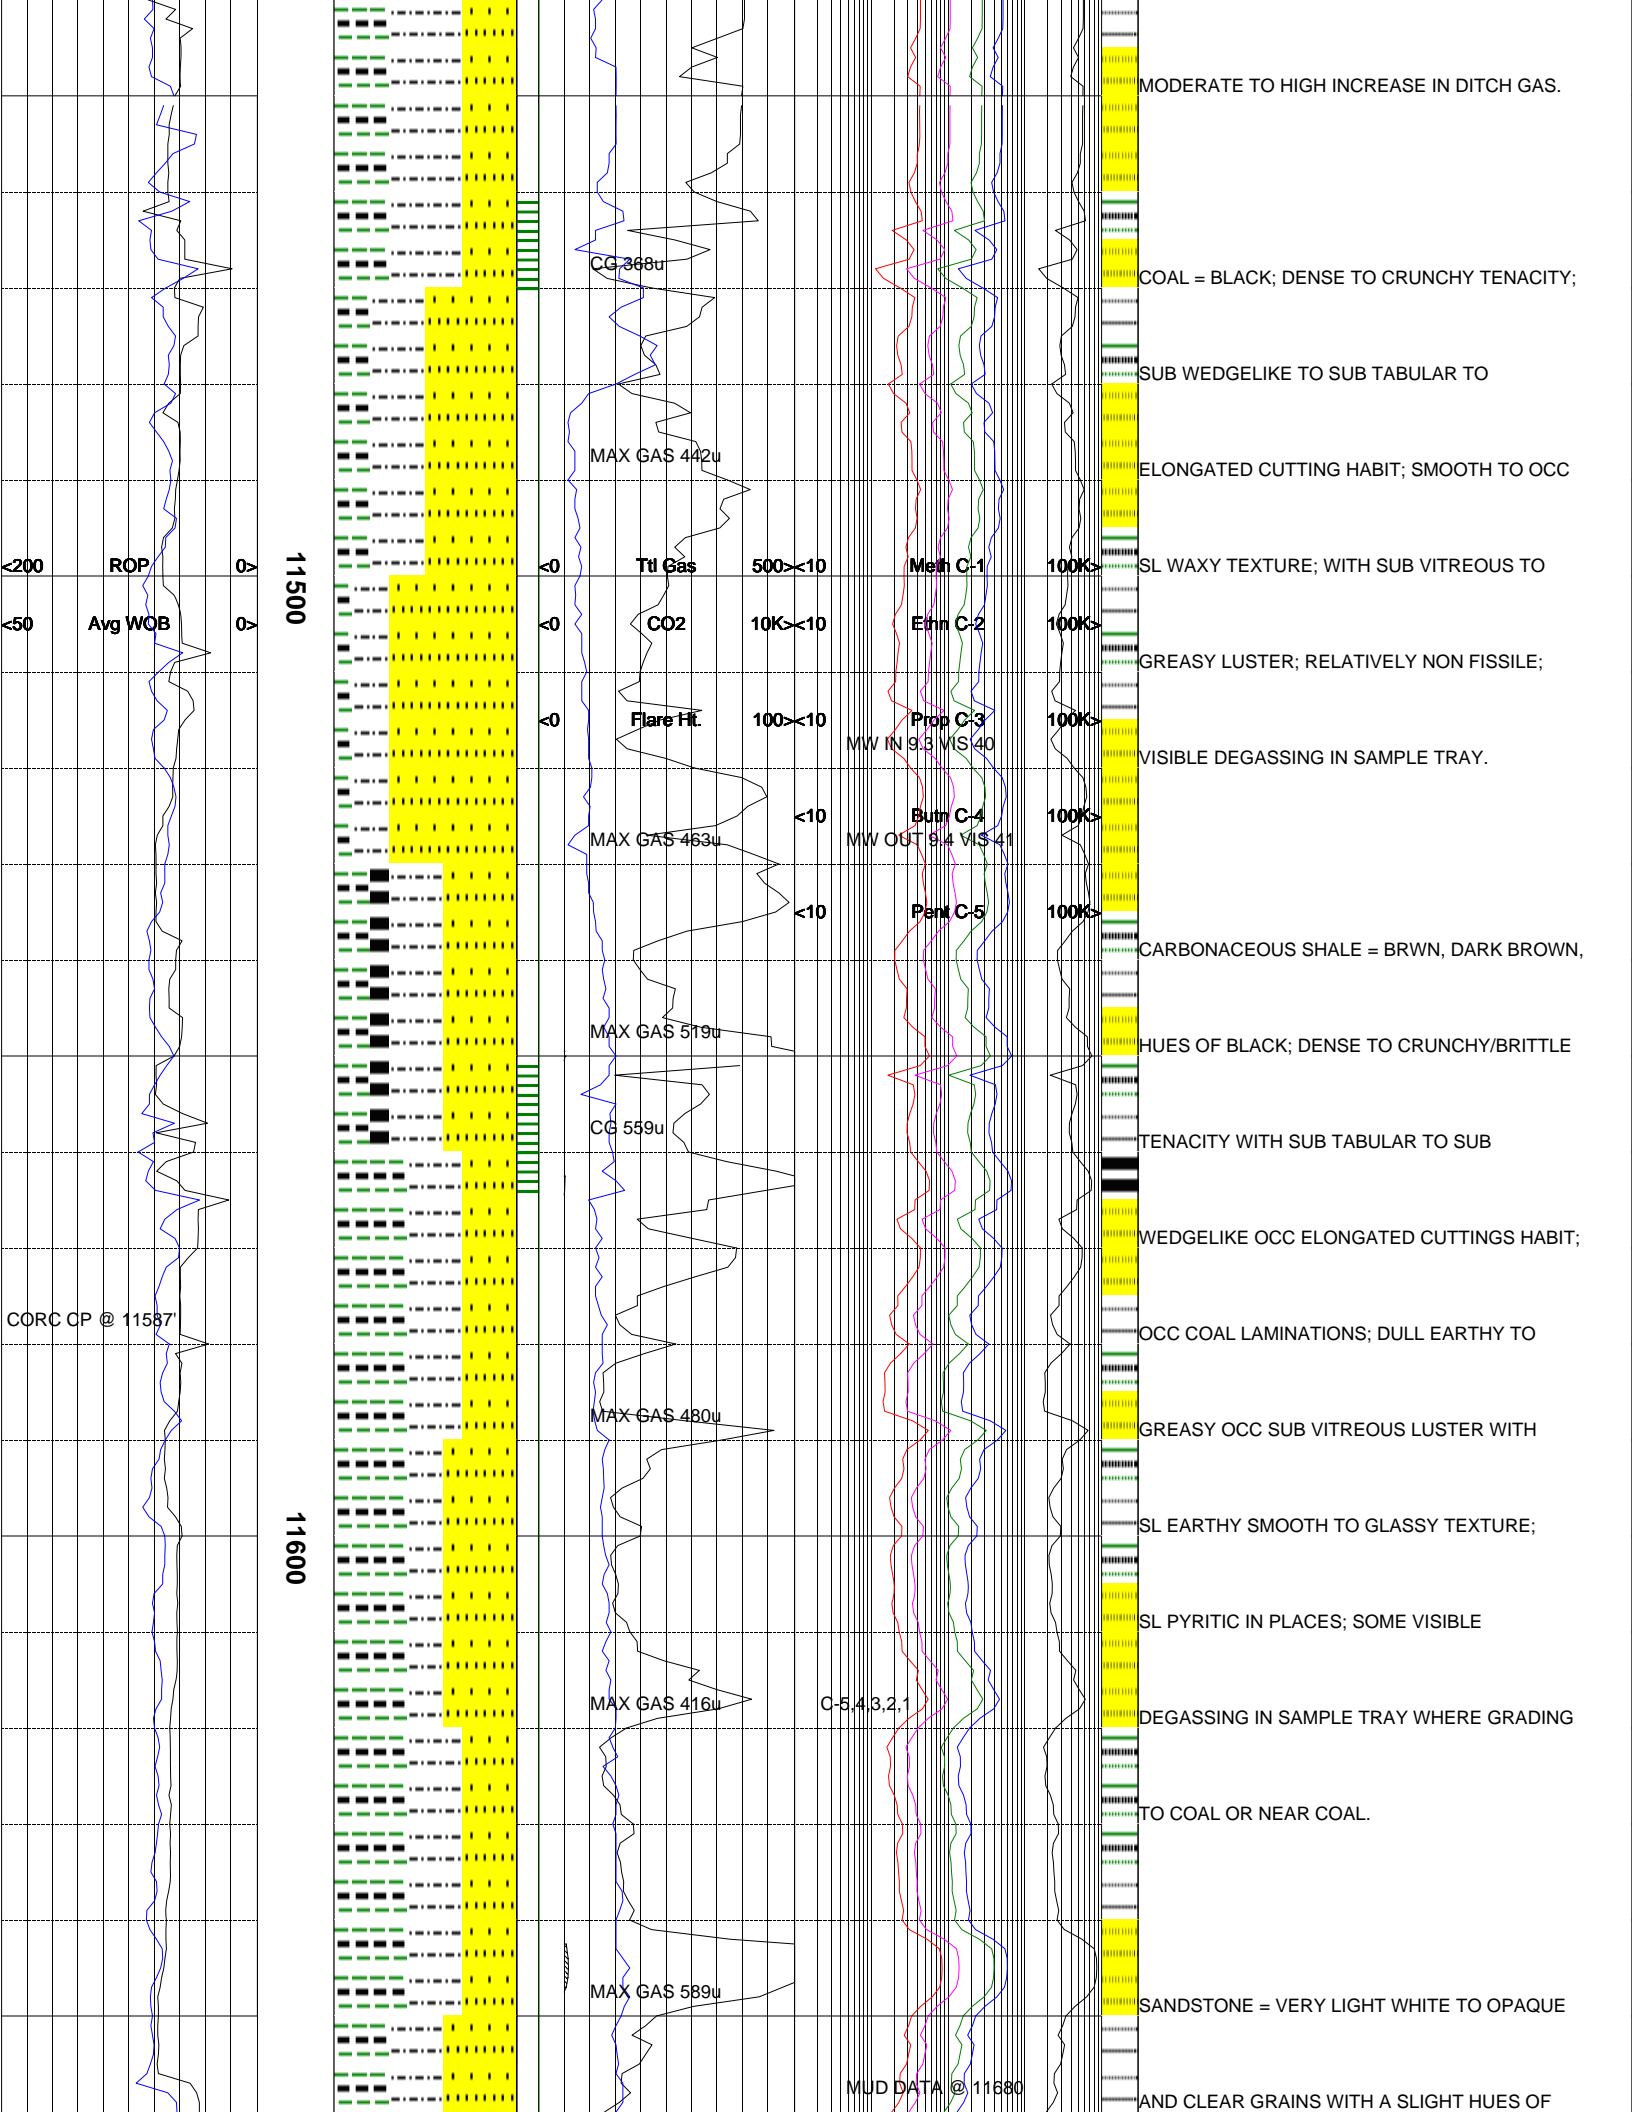 MODERATE TO HIGH INCREASE IN DITCH GAS.
CG 368u
COAL = BLACK; DENSE TO CRUNCHY TENACITY;
SUB WEDGELIKE TO SUB TABULAR TO
MAX GAS 442u
ELONGATED CUTTING HABIT; SMOOTH TO OCC
<200 ROP 0>
11500
<0 Ttl Gas 500>
<10 Meth C-1 100K>
SL WAXY TEXTURE; WITH SUB VITREOUS TO
<50 Avg WOB 0>
<0 CO2 10K>
<10 Ethn C-2 100K>
GREASY LUSTER; RELATIVELY NON FISSILE;
<0 Flare Ht. 100>
<10 Prop C-3 100K>
MW IN 9.3 VIS 40
VISIBLE DEGASSING IN SAMPLE TRAY.
<10 Butn C-4 100K>
MAX GAS 463u
MW OUT 9.4 VIS 41
<10 Pent C-5 100K>
CARBONACEOUS SHALE = BRWN, DARK BROWN,
MAX GAS 519u
HUES OF BLACK; DENSE TO CRUNCHY/BRITTLE
CG 559u
TENACITY WITH SUB TABULAR TO SUB
WEDGELIKE OCC ELONGATED CUTTINGS HABIT;
CORC CP @ 11587'
OCC COAL LAMINATIONS; DULL EARTHY TO
MAX GAS 480u
GREASY OCC SUB VITREOUS LUSTER WITH
11600
SL EARTHY SMOOTH TO GLASSY TEXTURE;
SL PYRITIC IN PLACES; SOME VISIBLE
MAX GAS 416u
C-5,4,3,2,1
DEGASSING IN SAMPLE TRAY WHERE GRADING
TO COAL OR NEAR COAL.
MAX GAS 589u
SANDSTONE = VERY LIGHT WHITE TO OPAQUE
MUD DATA @ 11680
AND CLEAR GRAINS WITH A SLIGHT HUES OF